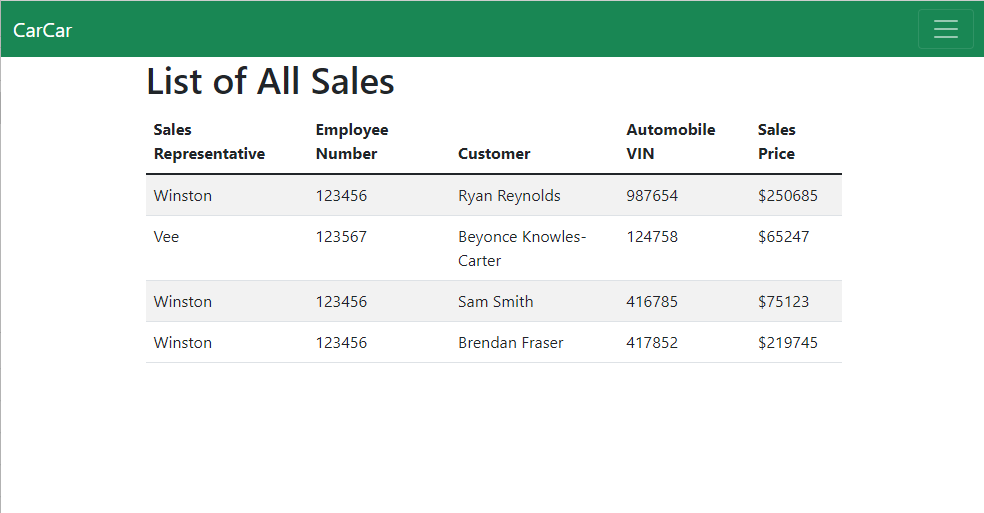 CarCar
List of All Sales
Sales Representative Employee Number Customer Automobile VIN Sales Price
Winston 123456 Ryan Reynolds 987654 $250685
Vee 123567 Beyonce Knowles-Carter 124758 $65247
Winston 123456 Sam Smith 416785 $75123
Winston 123456 Brendan Fraser 417852 $219745